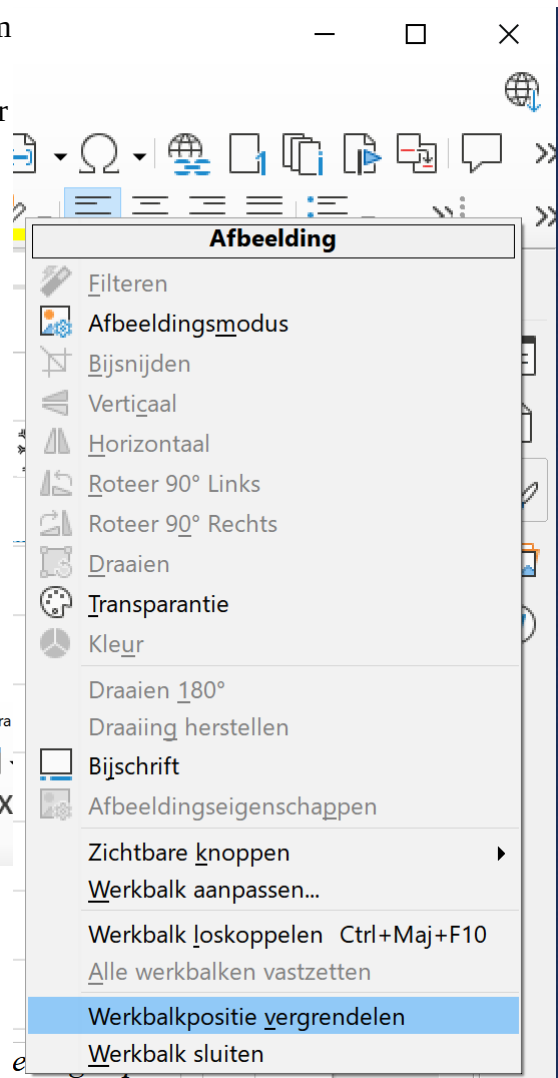 Afbeelding
Filteren
Afbeeldingsmodus
Bijsnijden
Verticaal
Horizontaal
Roteer 90° Links
Roteer 90° Rechts
Draaien
Transparantie
Kleur
Draaien 180°
Draaiing herstellen
Bijschrift
Afbeeldingseigenschappen
Zichtbare knoppen
Werkbalk aanpassen...
Werkbalk loskoppelen Ctrl+Maj+F10
Alle werkbalken vastzetten
Werkbalkpositie vergrendelen
Werkbalk sluiten